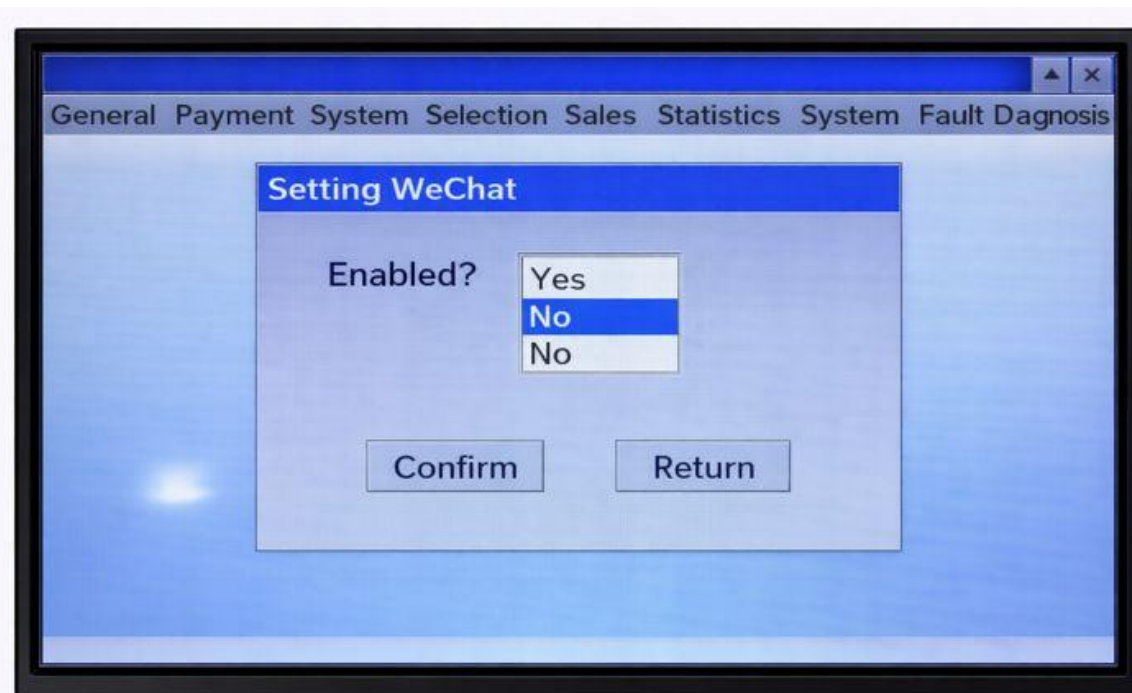 General Payment System Selection Sales Statistics System Fault Dagnosis
Setting WeChat
Enabled?
Yes
No
No
Confirm
Return